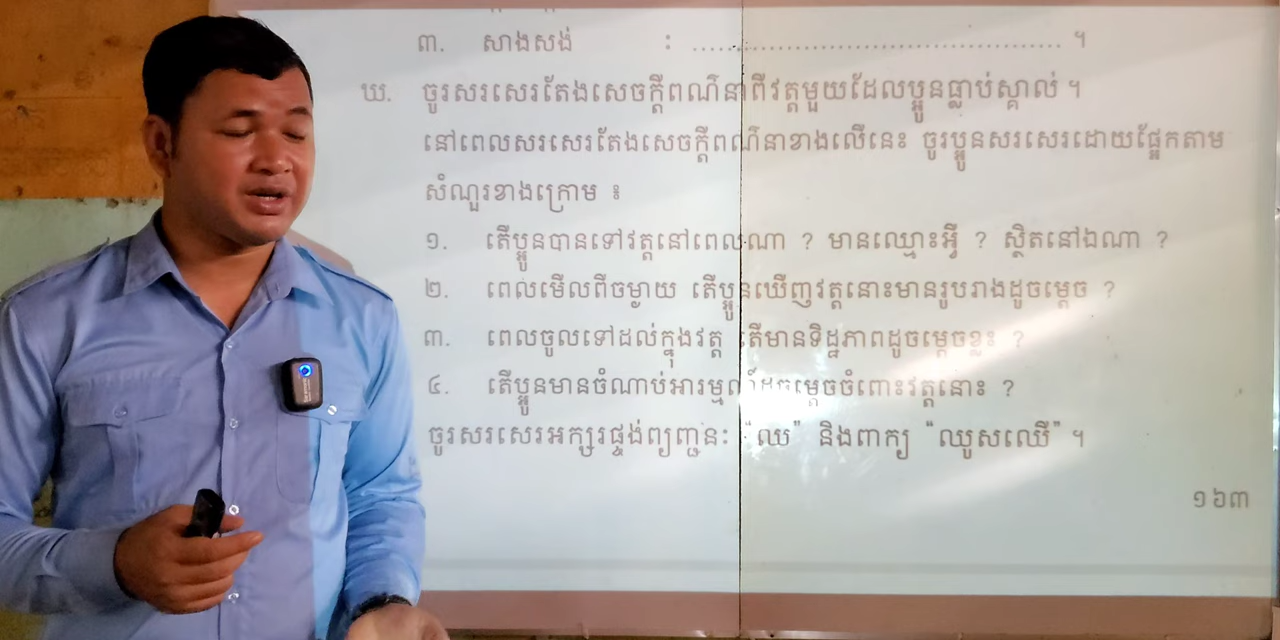 ៣. សាងសង់ : ........................................................ ។
ឃ. ចូរសរសេរតែងសេចក្ដីពណ៌នាពីវត្តមួយដែលប្អូនធ្លាប់ស្គាល់ ។
នៅពេលសរសេរតែងសេចក្ដីពណ៌នាខាងលើនេះ ចូរប្អូនសរសេរដោយផ្អែកតាម
សំណួរខាងក្រោម ៖
១. តើប្អូនបានទៅវត្តនៅពេលណា ? មានឈ្មោះអ្វី ? ស្ថិតនៅឯណា ?
២. ពេលមើលពីចម្ងាយ តើប្អូនឃើញវត្តនោះមានរូបរាងដូចម្ដេច ?
៣. ពេលចូលទៅដល់ក្នុងវត្ត តើមានទិដ្ឋភាពដូចម្ដេចខ្លះ ?
៤. តើប្អូនមានចំណាប់អារម្មណ៍ដូចម្ដេចចំពោះវត្តនោះ ?
ចូរសរសេរអក្សរផ្ចង់ព្យញ្ជនៈ “ឈ” និងពាក្យ “ឈូសឈើ” ។
១៦៣